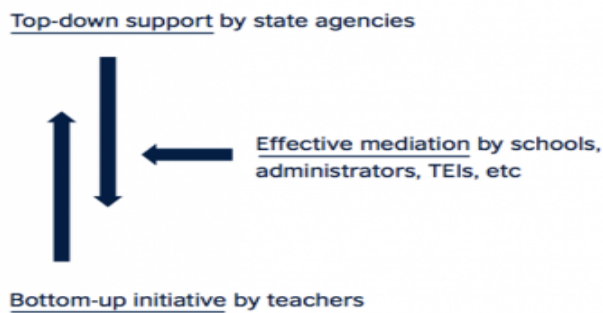 Top-down support by state agencies
Effective mediation by schools,
administrators, TEIs, etc
Bottom-up initiative by teachers